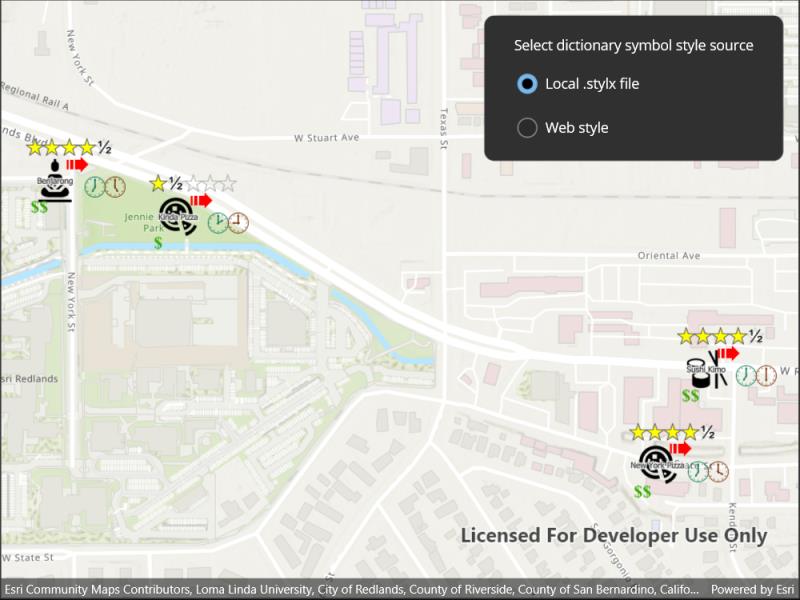 Select dictionary symbol style source
Local .stylx file
Web style
New York St
Regional Rail A
nds Blvd
W Stuart Ave
Texas St
½
Bentarong
$$
½
Kinda Pizza
Jennie
Park
$
Oriental Ave
New York St
sri Redlands
½
Sushi Kimo
W R
$$
½
New York Pizza
$$
Licensed For Developer Use Only
W State St
St
Esri Community Maps Contributors, Loma Linda University, City of Redlands, County of Riverside, County of San Bernardino, Califo...
Powered by Esri